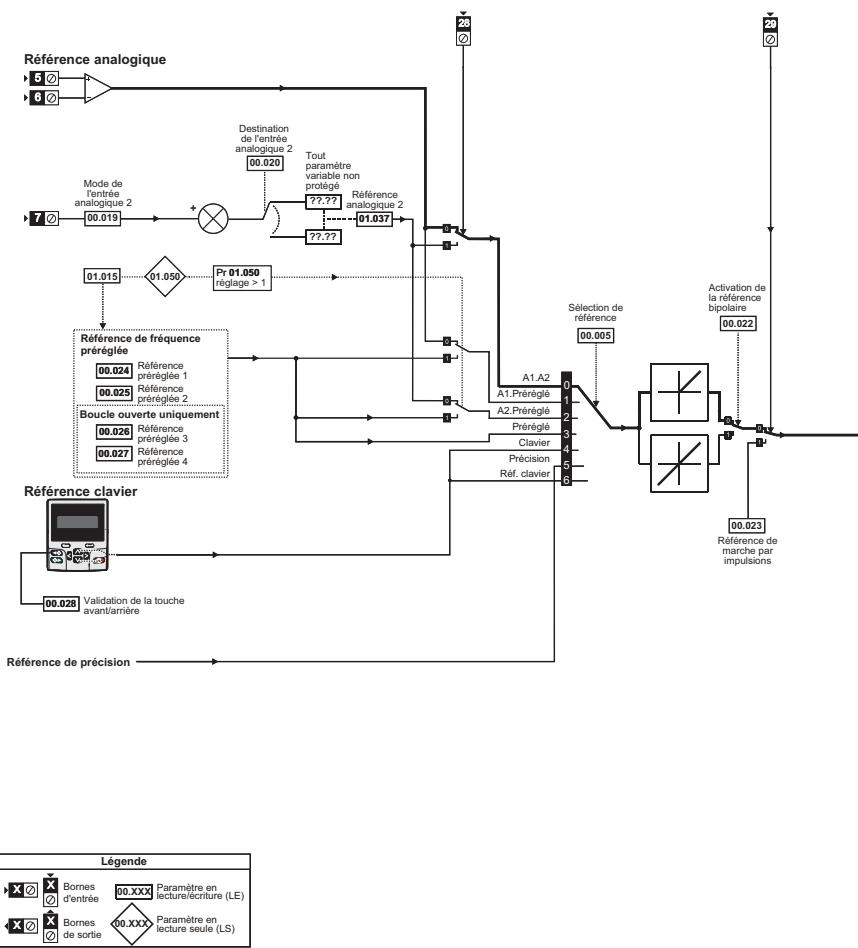 28
29
Référence analogique
5
+
6
−
Destination
de l'entrée
analogique 2
00.020
Tout
paramètre
variable non
protégé
??.??
??.??
Mode de
l'entrée
analogique 2
7
00.019
+
Référence
analogique 2
01.037
0
1
01.015
01.050
Pr 01.050
réglage > 1
Référence de fréquence
préréglée
00.024
Référence
préréglée 1
00.025
Référence
préréglée 2
Boucle ouverte uniquement
00.026
Référence
préréglée 3
00.027
Référence
préréglée 4
0
1
0
1
Sélection de
référence
00.005
Activation de
la référence
bipolaire
00.022
A1.A2
0
A1.Préréglé
1
A2.Préréglé
2
Préréglé
3
Clavier
4
Précision
5
Réf. clavier
6
0
1
0
1
00.023
Référence de
marche par
impulsions
Référence clavier
00.028
Validation de la touche
avant/arrière
Référence de précision
Légende
X
X
Bornes
d'entrée
00.XXX
Paramètre en
lecture/écriture (LE)
X
X
Bornes
de sortie
00.XXX
Paramètre en
lecture seule (LS)